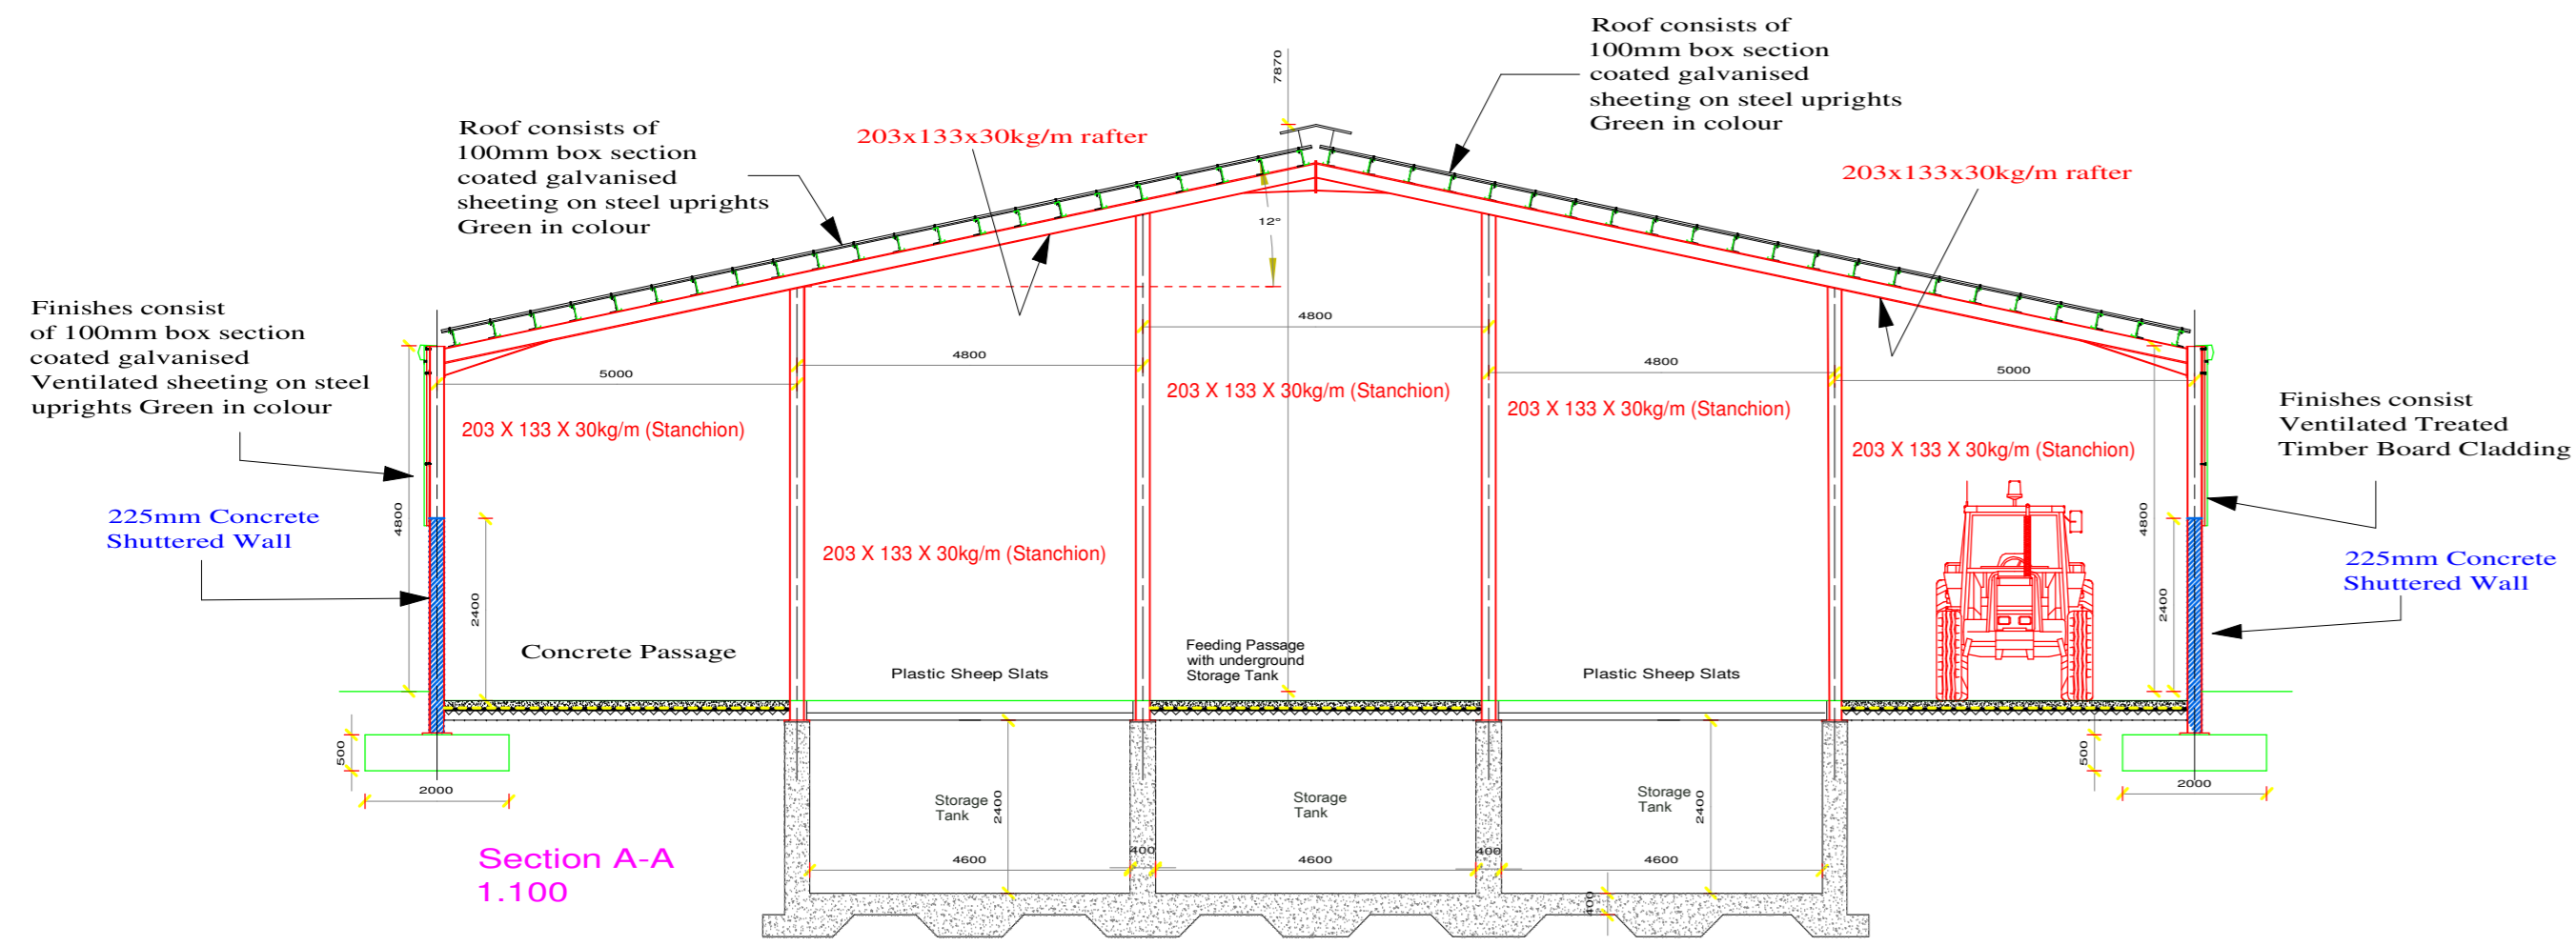 Roof consists of
100mm box section
coated galvanised
sheeting on steel uprights
Green in colour
7870
Roof consists of
100mm box section
coated galvanised
sheeting on steel uprights
Green in colour
203x133x30kg/m rafter
203x133x30kg/m rafter
12°
Finishes consist
of 100mm box section
coated galvanised
Ventilated sheeting on steel
uprights Green in colour
4800
4800
4800
5000
5000
203 X 133 X 30kg/m (Stanchion)
203 X 133 X 30kg/m (Stanchion)
203 X 133 X 30kg/m (Stanchion)
203 X 133 X 30kg/m (Stanchion)
203 X 133 X 30kg/m (Stanchion)
Finishes consist
Ventilated Treated
Timber Board Cladding
225mm Concrete
Shuttered Wall
4800
2400
4800
2400
225mm Concrete
Shuttered Wall
Concrete Passage
Plastic Sheep Slats
Feeding Passage
with underground
Storage Tank
Plastic Sheep Slats
500
2000
500
2000
Storage
Tank
2400
Storage
Tank
Storage
Tank
2400
4600
400
4600
400
4600
400
Section A-A
1.100